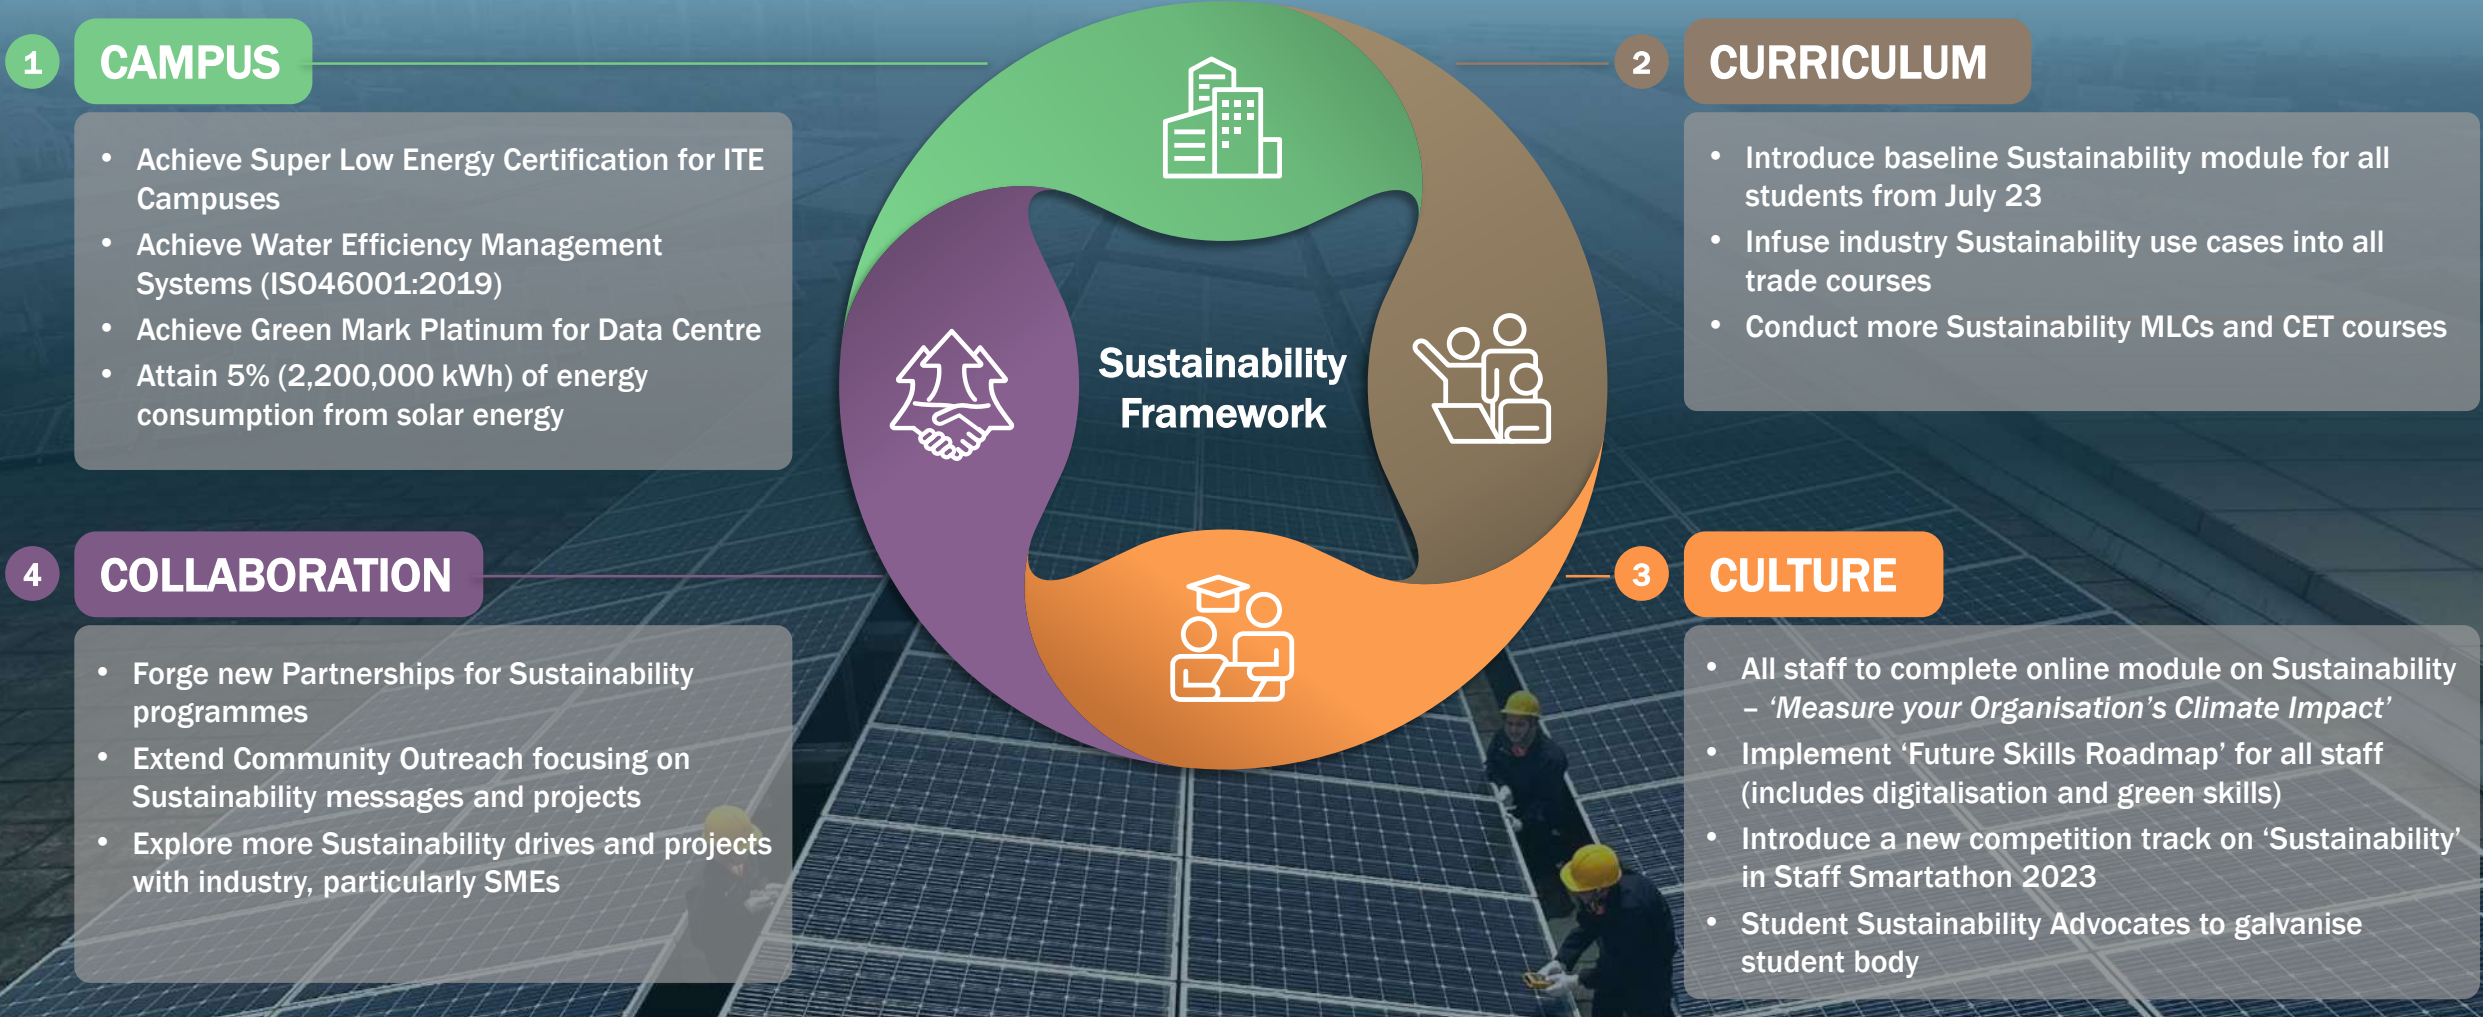 1
CAMPUS
• Achieve Super Low Energy Certification for ITE
Campuses
• Achieve Water Efficiency Management
Systems (ISO46001:2019)
• Achieve Green Mark Platinum for Data Centre
• Attain 5% (2,200,000 kWh) of energy
consumption from solar energy
2
CURRICULUM
• Introduce baseline Sustainability module for all
students from July 23
• Infuse industry Sustainability use cases into all
trade courses
• Conduct more Sustainability MLCs and CET courses
Sustainability
Framework
3
CULTURE
• All staff to complete online module on Sustainability
– ‘Measure your Organisation’s Climate Impact’
• Implement ‘Future Skills Roadmap’ for all staff
(includes digitalisation and green skills)
• Introduce a new competition track on ‘Sustainability’
in Staff Smartathon 2023
• Student Sustainability Advocates to galvanise
student body
4
COLLABORATION
• Forge new Partnerships for Sustainability
programmes
• Extend Community Outreach focusing on
Sustainability messages and projects
• Explore more Sustainability drives and projects
with industry, particularly SMEs